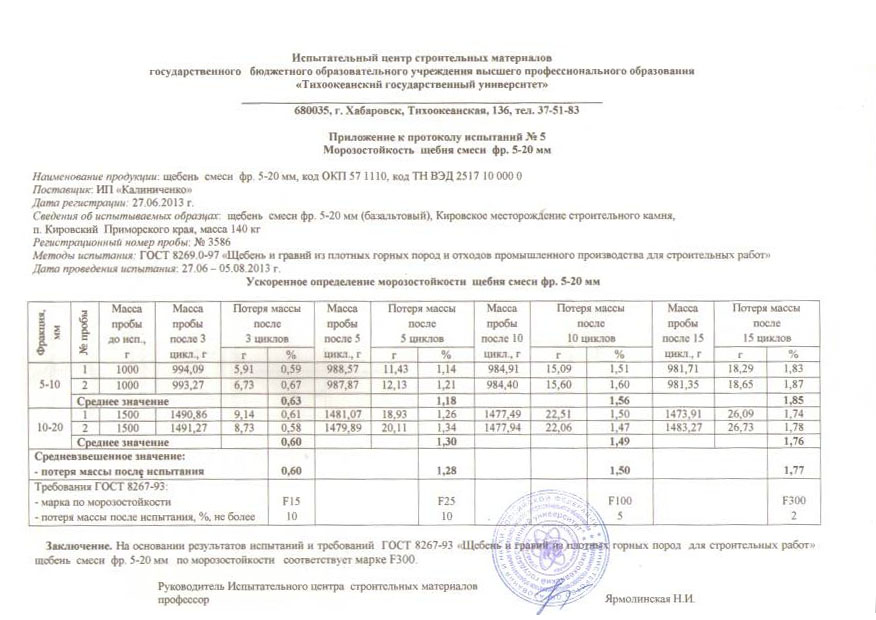 Испытательный центр строительных материалов
государственного бюджетного образовательного учреждения высшего профессионального образования
«Тихоокеанский государственный университет»
680035, г. Хабаровск, Тихоокеанская, 136, тел. 37-51-83
Приложение к протоколу испытаний № 5
Морозостойкость щебня смеси фр. 5-20 мм
Наименование продукции: щебень смеси фр. 5-20 мм, код ОКП 57 1110, код ТН ВЭД 2517 10 000 0
Поставщик: ИП «Калиниченко»
Дата регистрации: 27.06.2013 г.
Сведения об испытываемых образцах: щебень смеси фр. 5-20 мм (базальтовый), Кировское месторождение строительного камня,
п. Кировский Приморского края, масса 140 кг
Регистрационный номер пробы: № 3586
Методы испытания: ГОСТ 8269.0-97 «Щебень и гравий из плотных горных пород и отходов промышленного производства для строительных работ»
Дата проведения испытания: 27.06 – 05.08.2013 г.
Ускоренное определение морозостойкости щебня смеси фр. 5-20 мм
Фракция, мм № пробы Масса пробы до исп., г Масса пробы после 3 цикл., г Потеря массы после 3 циклов Масса пробы после 5 цикл., г Потеря массы после 5 циклов Масса пробы после 10 цикл., г Потеря массы после 10 циклов Масса пробы после 15 цикл., г Потеря массы после 15 циклов
г % г % г % г %
5-10 1 1000 994,09 5,91 0,59 988,57 11,43 1,14 984,91 15,09 1,51 981,71 18,29 1,83
2 1000 993,27 6,73 0,67 987,87 12,13 1,21 984,40 15,60 1,60 981,35 18,65 1,87
Среднее значение 0,63 1,18 1,56 1,85
10-20 1 1500 1490,86 9,14 0,61 1481,07 18,93 1,26 1477,49 22,51 1,50 1473,91 26,09 1,74
2 1500 1491,27 8,73 0,58 1479,89 20,11 1,34 1477,94 22,06 1,47 1483,27 26,73 1,78
Среднее значение 0,60 1,30 1,49 1,76
Средневзвешенное значение:
- потеря массы после испытания 0,60 1,28 1,50 1,77
Требования ГОСТ 8267-93:
- марка по морозостойкости F15 F25 F100 F300
- потеря массы после испытания, %, не более 10 10 5 2
Заключение. На основании результатов испытаний и требований ГОСТ 8267-93 «Щебень и гравий из плотных горных пород для строительных работ»
щебень смеси фр. 5-20 мм по морозостойкости соответствует марке F300.
Руководитель Испытательного центра строительных материалов
профессор Ярмолинская Н.И.